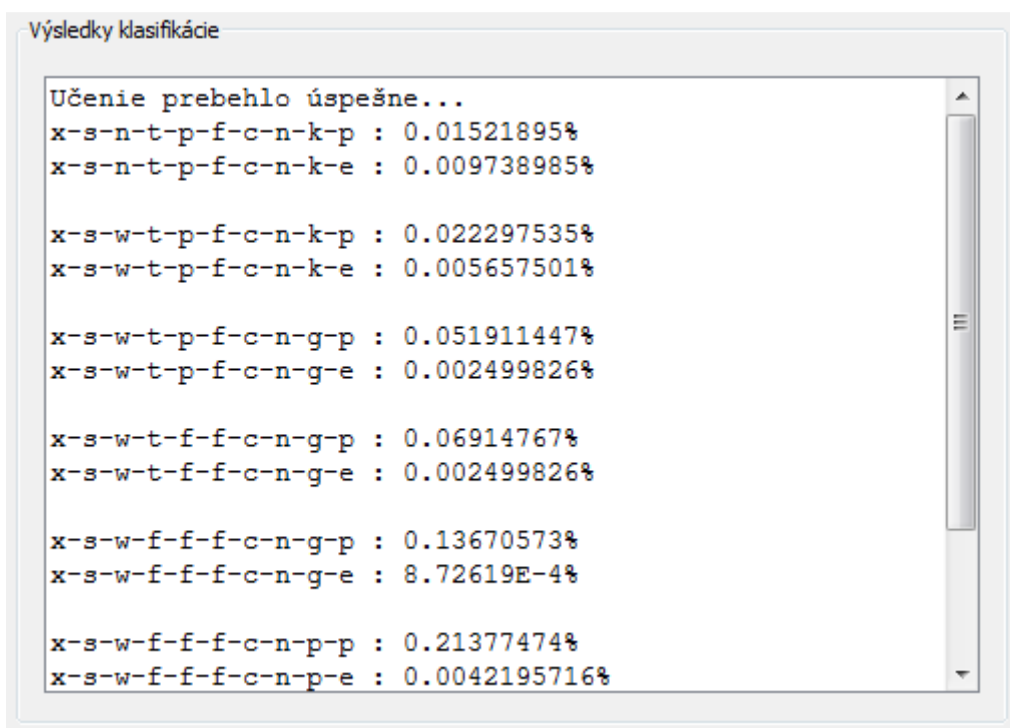 Výsledky klasifikácie
Učenie prebehlo úspešne...
x-s-n-t-p-f-c-n-k-p : 0.01521895%
x-s-n-t-p-f-c-n-k-e : 0.009738985%
x-s-w-t-p-f-c-n-k-p : 0.022297535%
x-s-w-t-p-f-c-n-k-e : 0.005657501%
x-s-w-t-p-f-c-n-g-p : 0.051911447%
x-s-w-t-p-f-c-n-g-e : 0.002499826%
x-s-w-t-f-f-c-n-g-p : 0.06914767%
x-s-w-t-f-f-c-n-g-e : 0.002499826%
x-s-w-f-f-f-c-n-g-p : 0.13670573%
x-s-w-f-f-f-c-n-g-e : 8.72619E-4%
x-s-w-f-f-f-c-n-p-p : 0.21377474%
x-s-w-f-f-f-c-n-p-e : 0.0042195716%